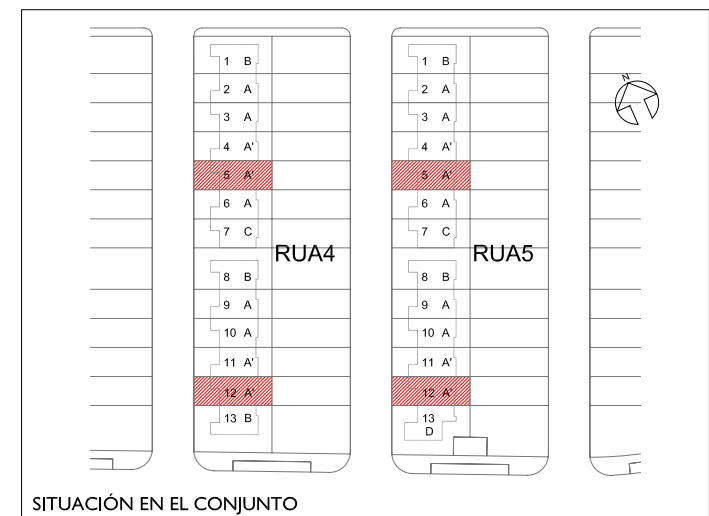 1 B
2 A
3 A
4 A'
5 A'
6 A
7 C
RUA4
8 B
9 A
10 A
11 A'
12 A'
13 B
1 B
2 A
3 A
4 A'
5 A'
6 A
7 C
RUA5
8 B
9 A
10 A
11 A'
12 A'
13
D
N
SITUACIÓN EN EL CONJUNTO